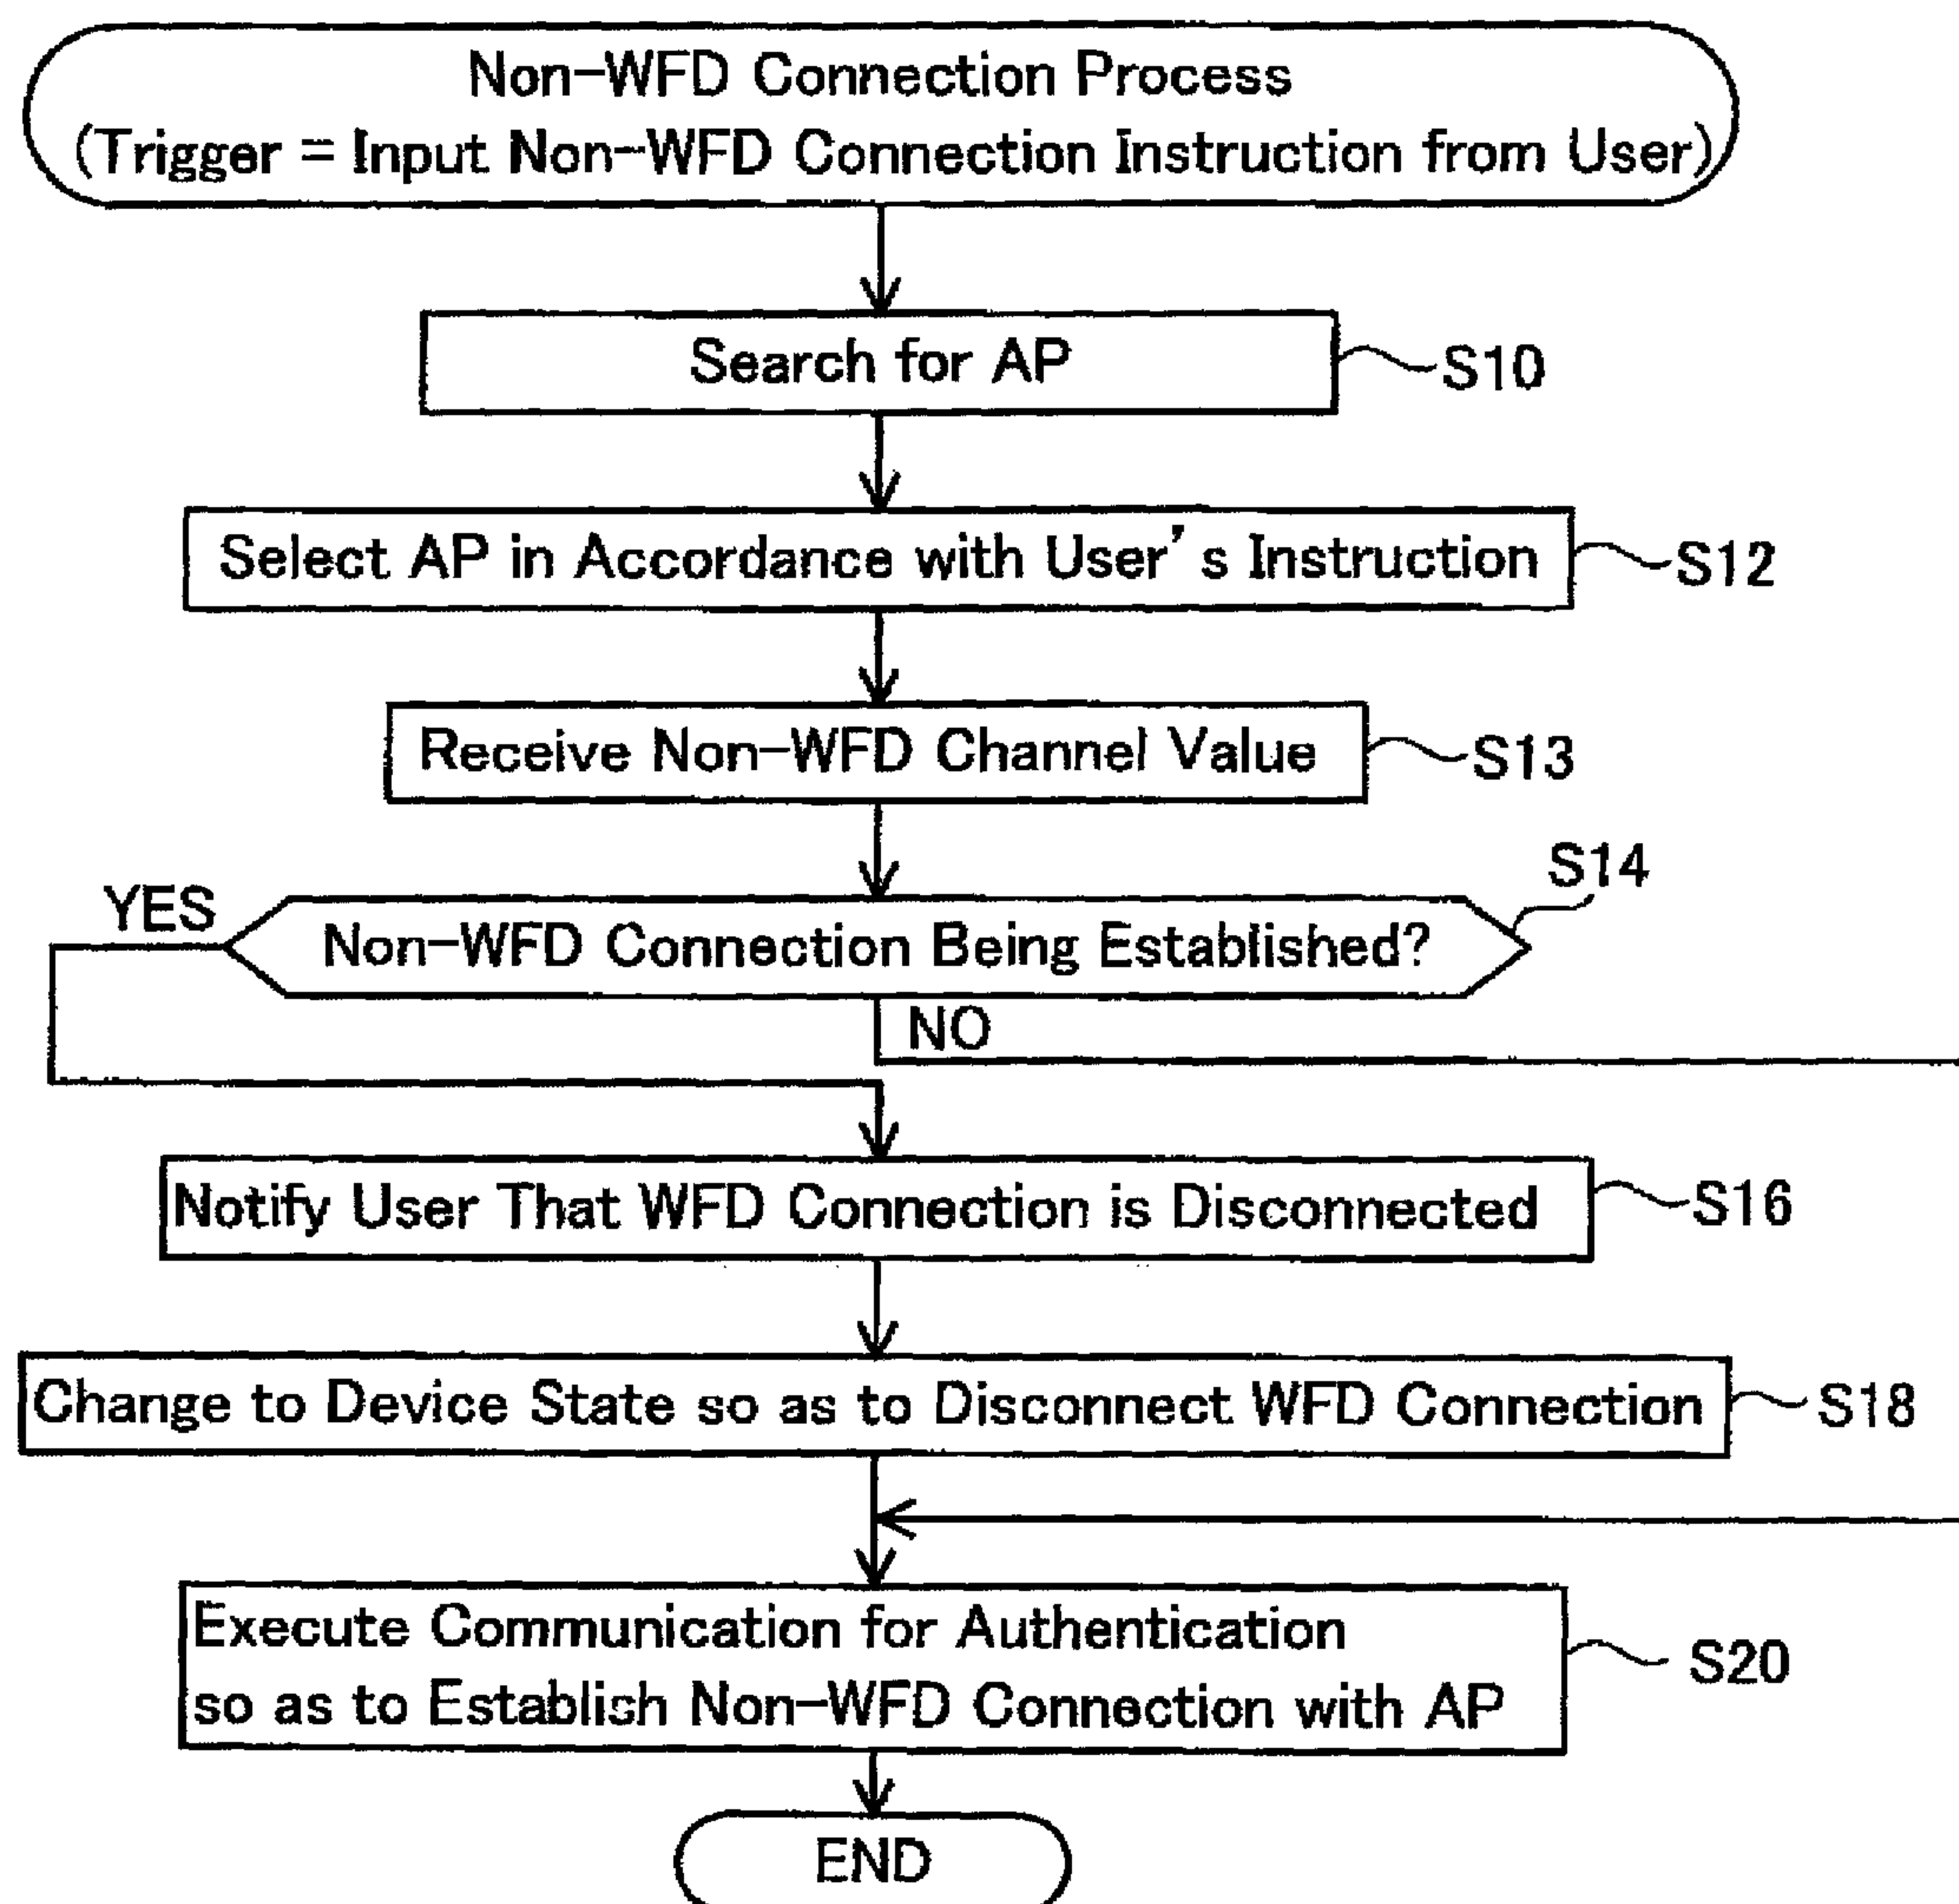 Non-WFD Connection Process
(Trigger = Input Non-WFD Connection Instruction from User)
Search for AP
S10
Select AP in Accordance with User's Instruction
S12
Receive Non-WFD Channel Value
S13
S14
YES
Non-WFD Connection Being Established?
NO
Notify User That WFD Connection is Disconnected
S16
Change to Device State so as to Disconnect WFD Connection
S18
Execute Communication for Authentication
so as to Establish Non-WFD Connection with AP
S20
END